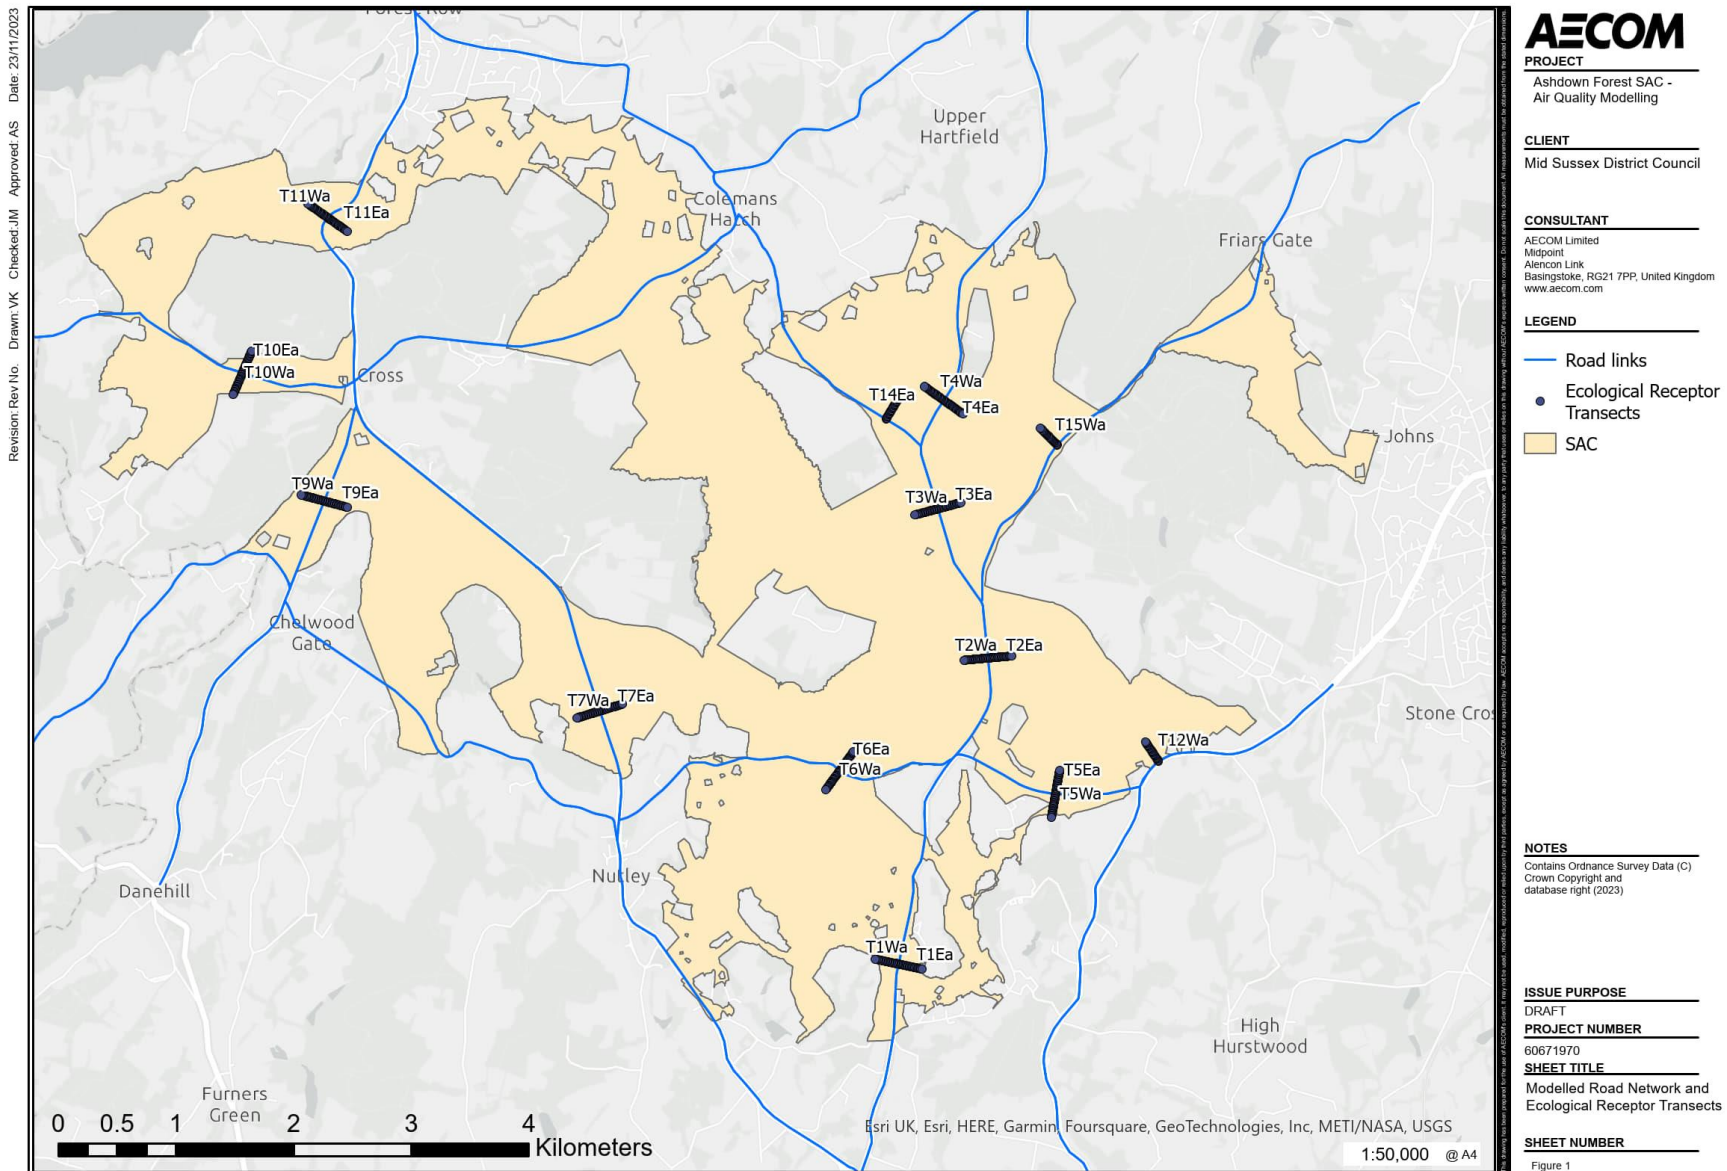 Revision: Rev No. Drawn: VK Checked:JM Approved: AS Date: 23/11/2023
Forest Row
Upper
Hartfield
Colemans
Hatch
Friars Gate
T11Wa
T11Ea
T10Ea
T10Wa
Cross
T4Wa
T14Ea
T4Ea
T15Wa
St Johns
T9Wa
T9Ea
T3Wa
T3Ea
Chelwood
Gate
T2Wa
T2Ea
T7Wa
T7Ea
Stone Cros
T6Ea
T6Wa
T12Wa
T5Ea
T5Wa
Danehill
Nutley
T1Wa
T1Ea
High
Hurstwood
Furners
Green
0 0.5 1 2 3 4
Kilometers
Esri UK, Esri, HERE, Garmin, Foursquare, GeoTechnologies, Inc, METI/NASA, USGS
1:50,000 @ A4
AECOM
PROJECT
Ashdown Forest SAC -
Air Quality Modelling
CLIENT
Mid Sussex District Council
CONSULTANT
AECOM Limited
Midpoint
Alencon Link
Basingstoke, RG21 7PP, United Kingdom
www.aecom.com
LEGEND
Road links
Ecological Receptor
Transects
SAC
NOTES
Contains Ordnance Survey Data (C)
Crown Copyright and
database right (2023)
ISSUE PURPOSE
DRAFT
PROJECT NUMBER
60671970
SHEET TITLE
Modelled Road Network and
Ecological Receptor Transects
SHEET NUMBER
Figure 1